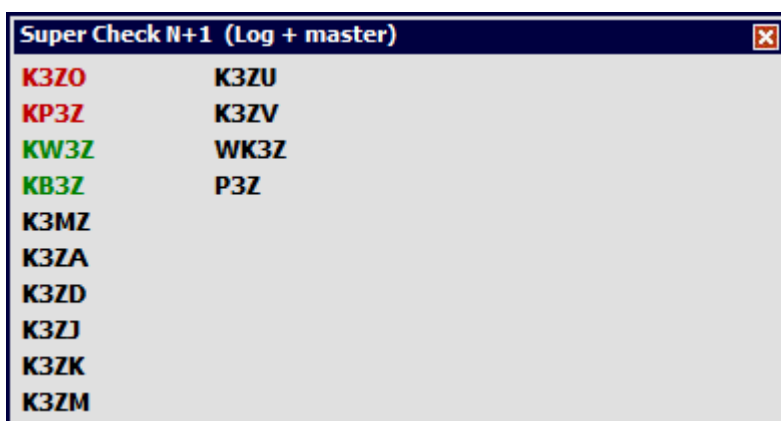 Super Check N+1 (Log + master)
K3ZO K3ZU
KP3Z K3ZV
KW3Z WK3Z
KB3Z P3Z
K3MZ
K3ZA
K3ZD
K3ZJ
K3ZK
K3ZM